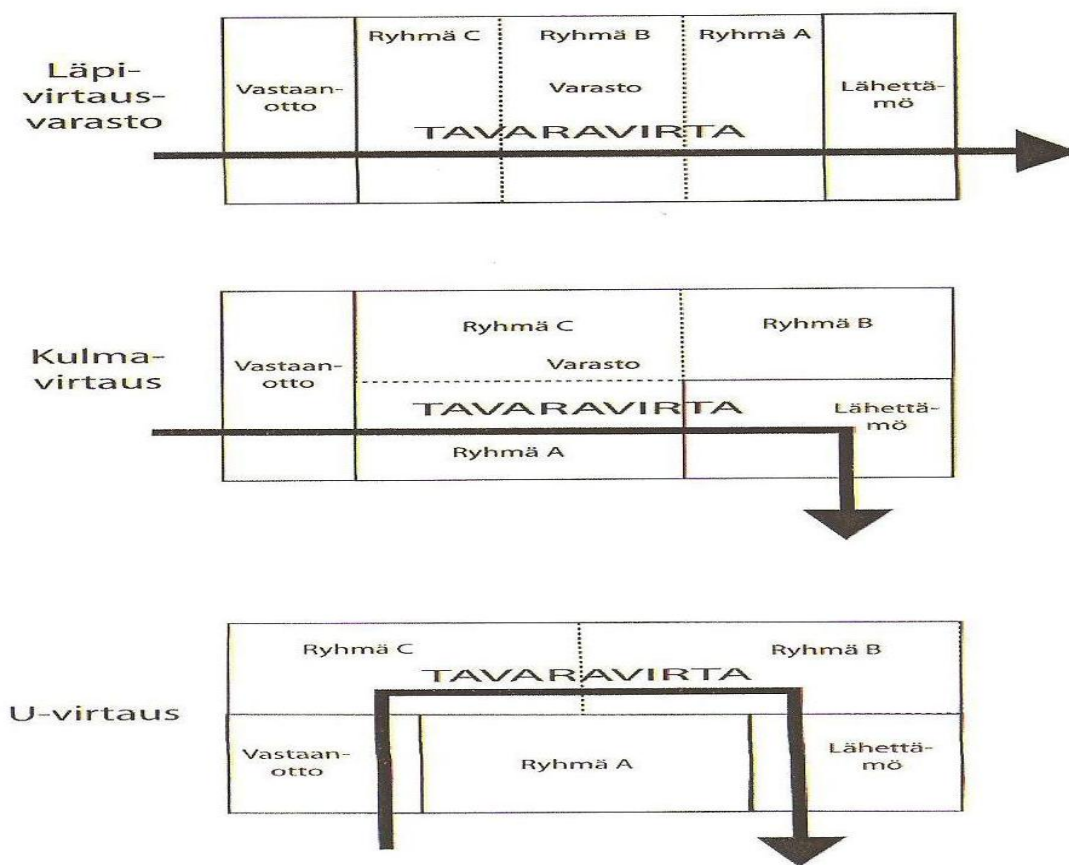 Läpi-
virtaus-
varasto
Vastaan-
otto
Ryhmä C
Ryhmä B
Ryhmä A
Varasto
Lähettä-
mö
TAVARAVIRTA
Kulma-
virtaus
Vastaan-
otto
Ryhmä C
Ryhmä B
Varasto
TAVARAVIRTA
Lähettä-
mö
Ryhmä A
U-virtaus
Ryhmä C
Ryhmä B
TAVARAVIRTA
Vastaan-
otto
Ryhmä A
Lähettä-
mö